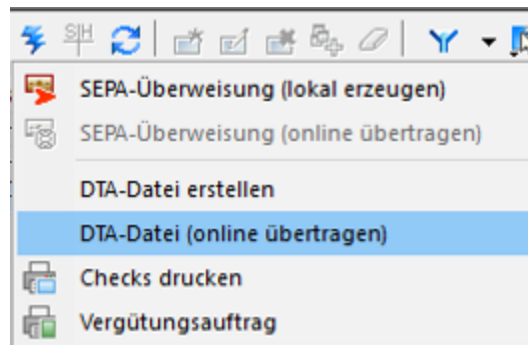 S|H
SEPA-Überweisung (lokal erzeugen)
SEPA-Überweisung (online übertragen)
DTA-Datei erstellen
DTA-Datei (online übertragen)
Checks drucken
Vergütungsauftrag